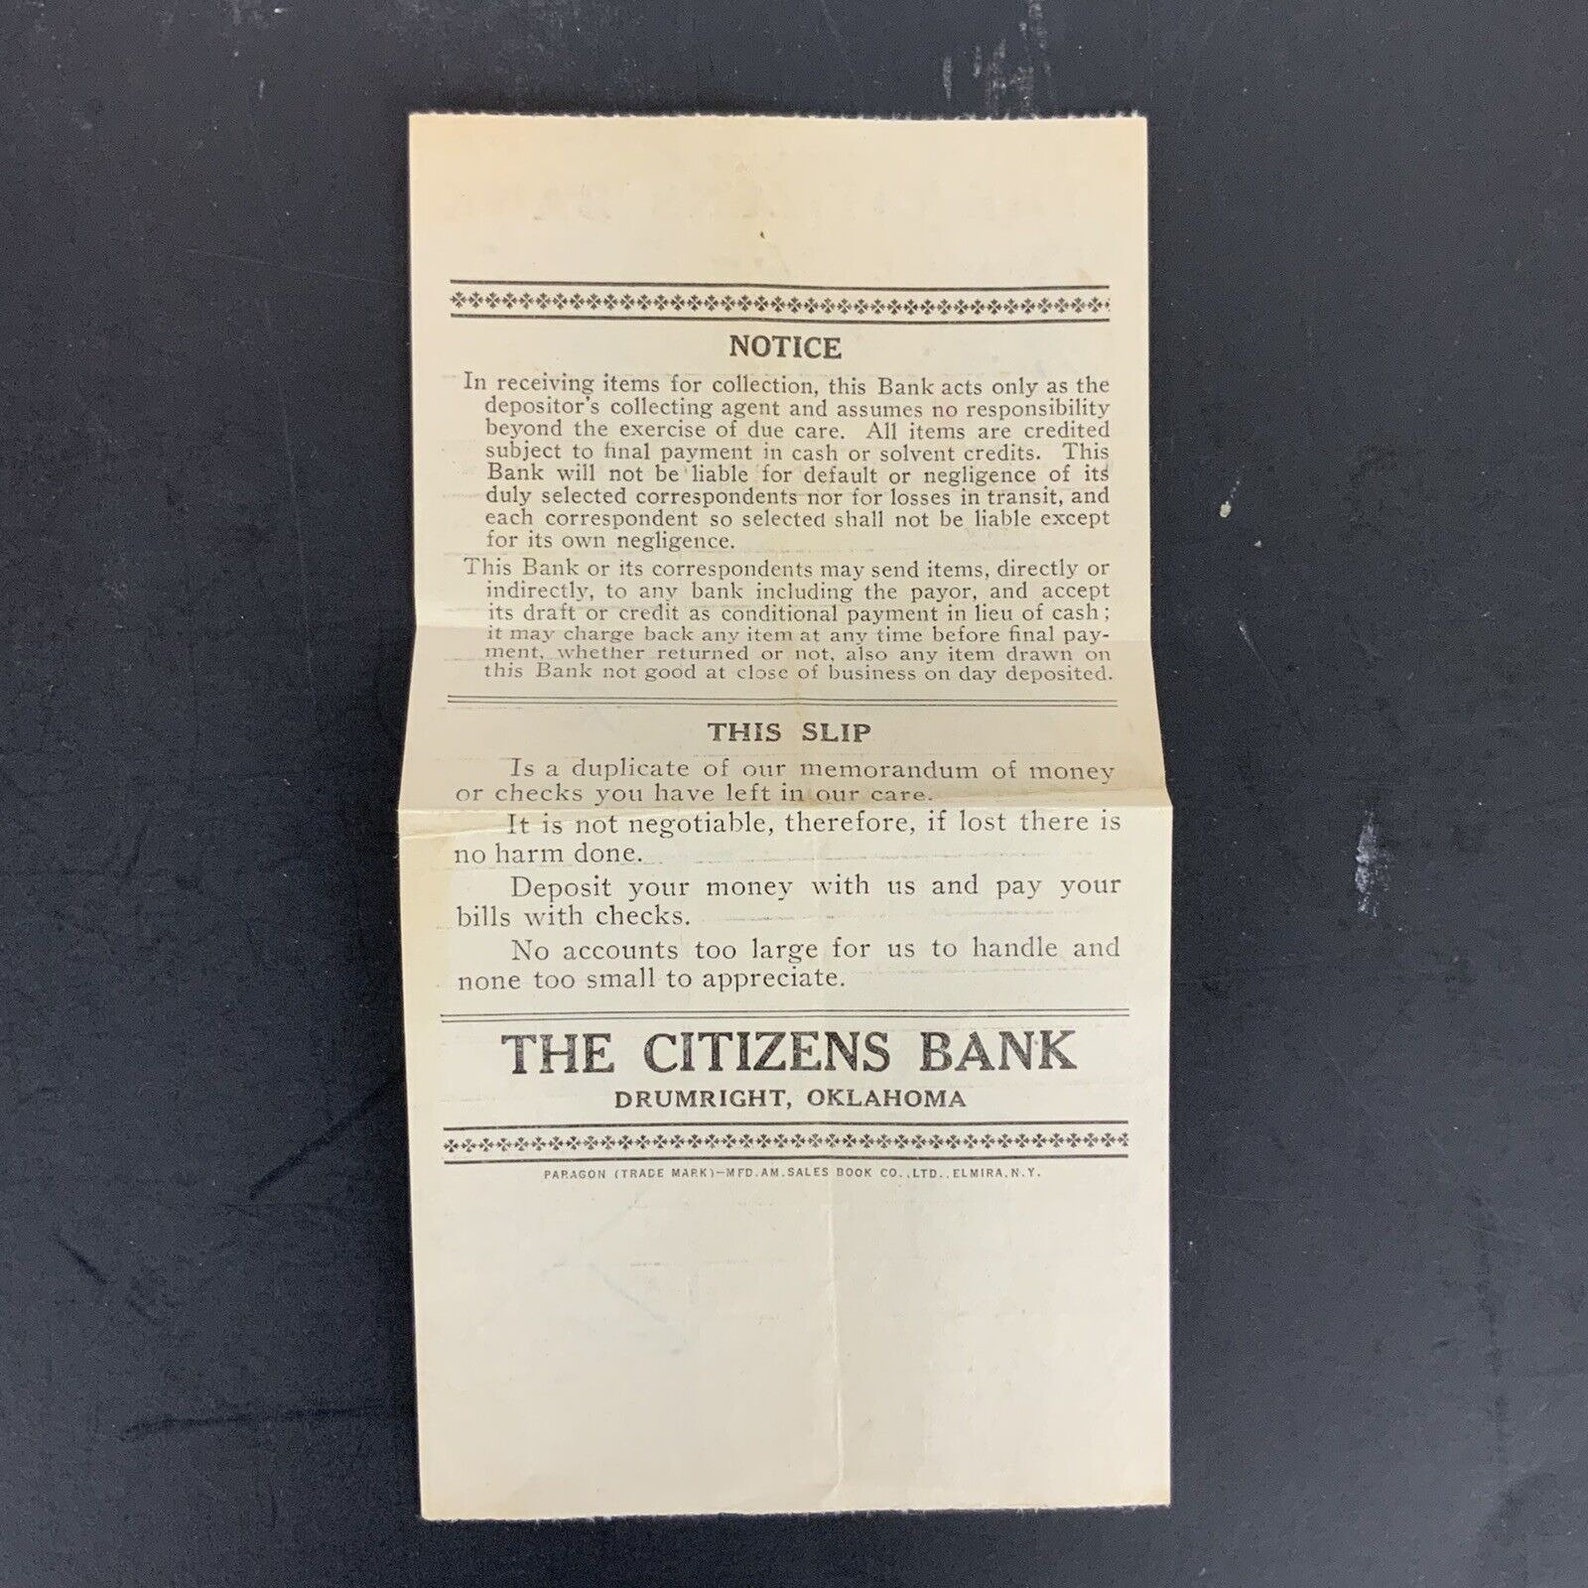 NOTICE
In receiving items for collection, this Bank acts only as the
depositor's collecting agent and assumes no responsibility
beyond the exercise of due care. All items are credited
subject to final payment in cash or solvent credits. This
Bank will not be liable for default or negligence of its
duly selected correspondents nor for losses in transit, and
each correspondent so selected shall not be liable except
for its own negligence.
This Bank or its correspondents may send items, directly or
indirectly, to any bank including the payor, and accept
its draft or credit as conditional payment in lieu of cash;
it may charge back any item at any time before final pay-
ment, whether returned or not, also any item drawn on
this Bank not good at close of business on day deposited.
THIS SLIP
Is a duplicate of our memorandum of money
or checks you have left in our care.
It is not negotiable, therefore, if lost there is
no harm done.
Deposit your money with us and pay your
bills with checks.
No accounts too large for us to handle and
none too small to appreciate.
THE CITIZENS BANK
DRUMRIGHT, OKLAHOMA
PARAGON (TRADE MARK)-MFD.AM.SALES BOOK CO.,LTD.,ELMIRA,N.Y.